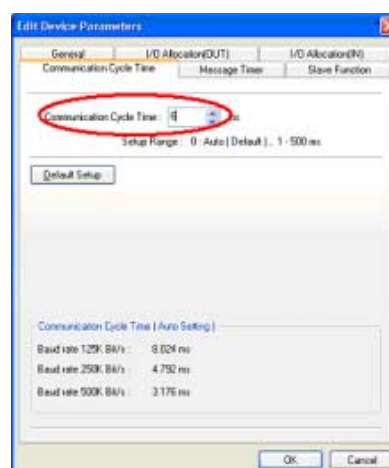 Edit Device Parameters
General I/O Allocation(OUT) I/O Allocation(IN)
Communication Cycle Time Message Timer Slave Function
Communication Cycle Time : ms
Setup Range : 0 : Auto ( Default ) , 1 - 500 ms
Default Setup
Communication Cycle Time ( Auto Setting )
Baud rate 125K Bit/s : 8.024 ms
Baud rate 250K Bit/s : 4.792 ms
Baud rate 500K Bit/s : 3.176 ms
OK Cancel